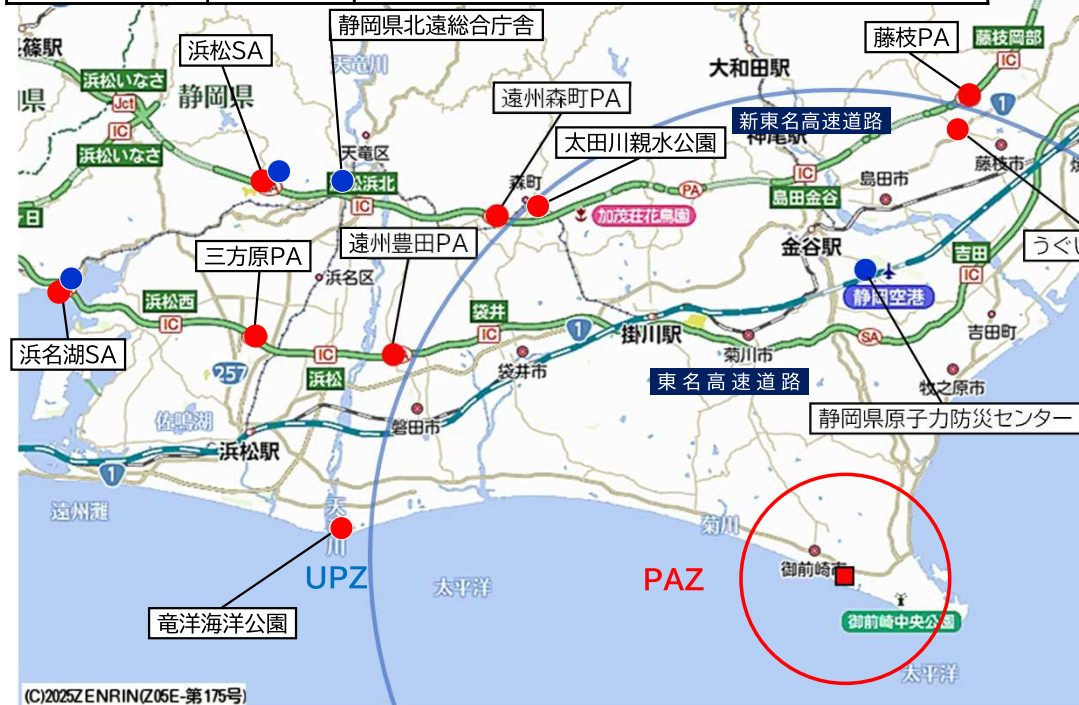 静岡県北遠総合庁舎
藤枝PA
藤枝岡部
IC
浜松SA
天竜川
大和田駅
浜松いなさ
Jct
静岡県
遠州森町PA
新東名高速道路
1
IC
浜松いなさ
太田川親水公園
神尾駅
藤枝市
天竜区
森町
PA
IC
島田市
IC
島田金谷
加茂荘花鳥園
遠州豊田PA
金谷駅
三方原PA
浜名区
吉田
IC
静岡空港
浜松西
IC
袋井
IC
1
掛川駅
菊川市
SA
吉田町
浜名湖SA
IC
浜松
257
袋井市
東名高速道路
牧之原市
佐鳴湖
磐田市
静岡県原子力防災センター
浜松駅
1
遠州灘
菊川
御前崎市
UPZ
PAZ
太平洋
竜洋海洋公園
御前崎中央公園
太平洋
(C)2025ZENRIN(Z05E-第175号)